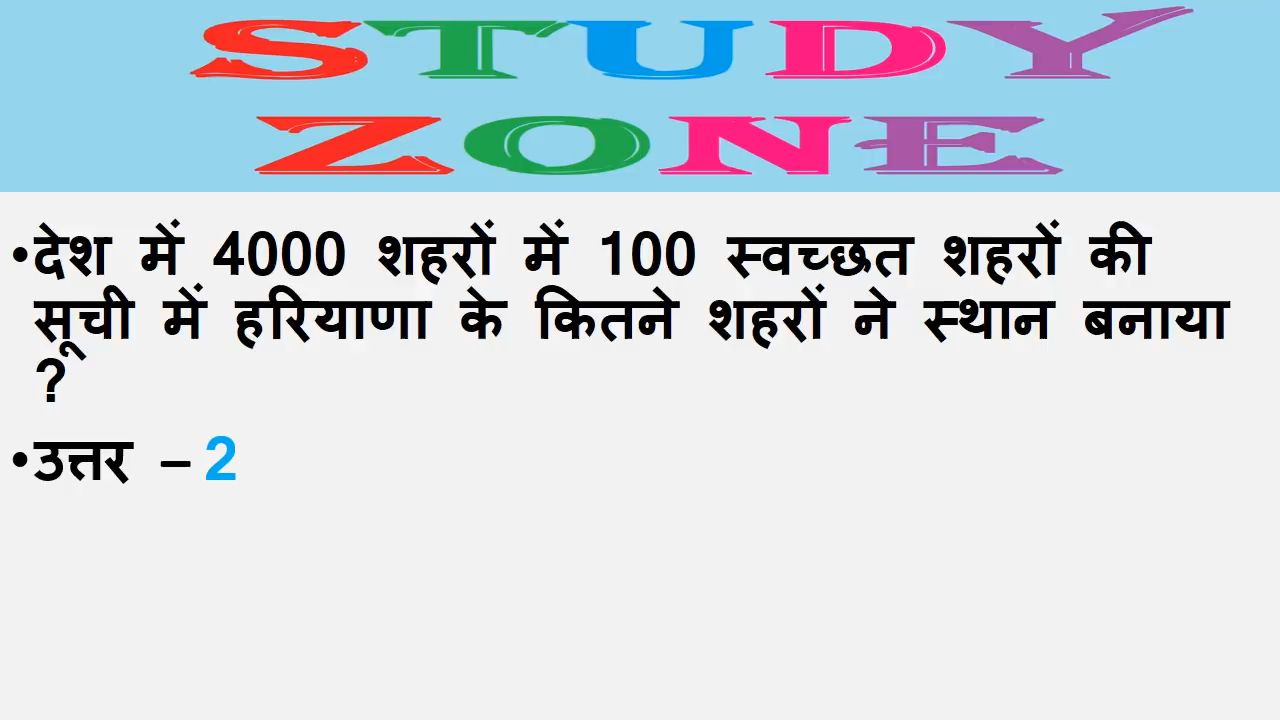 STUDY
ZONE
•देश में 4000 शहरों में 100 स्वच्छत शहरों की
सूची में हरियाणा के कितने शहरों ने स्थान बनाया
?
•उत्तर – 2